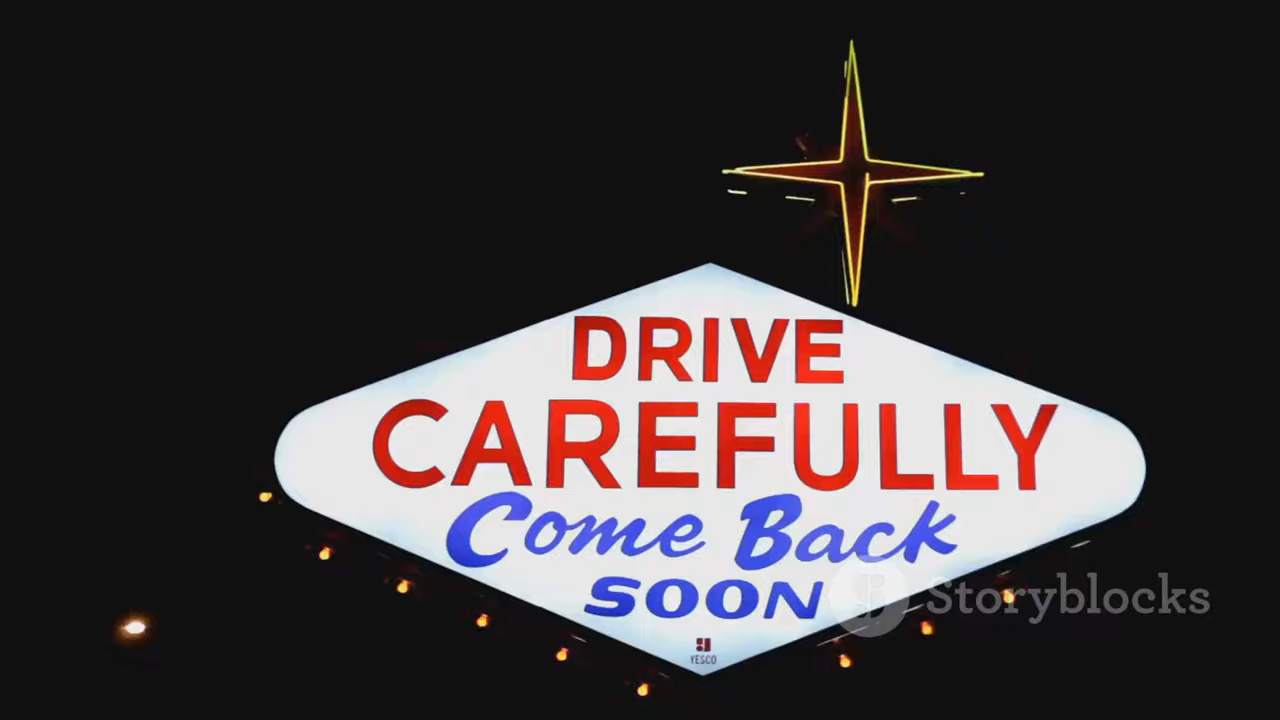 DRIVE
CAREFULLY
Come Back
SOON
YESCO
Storyblocks